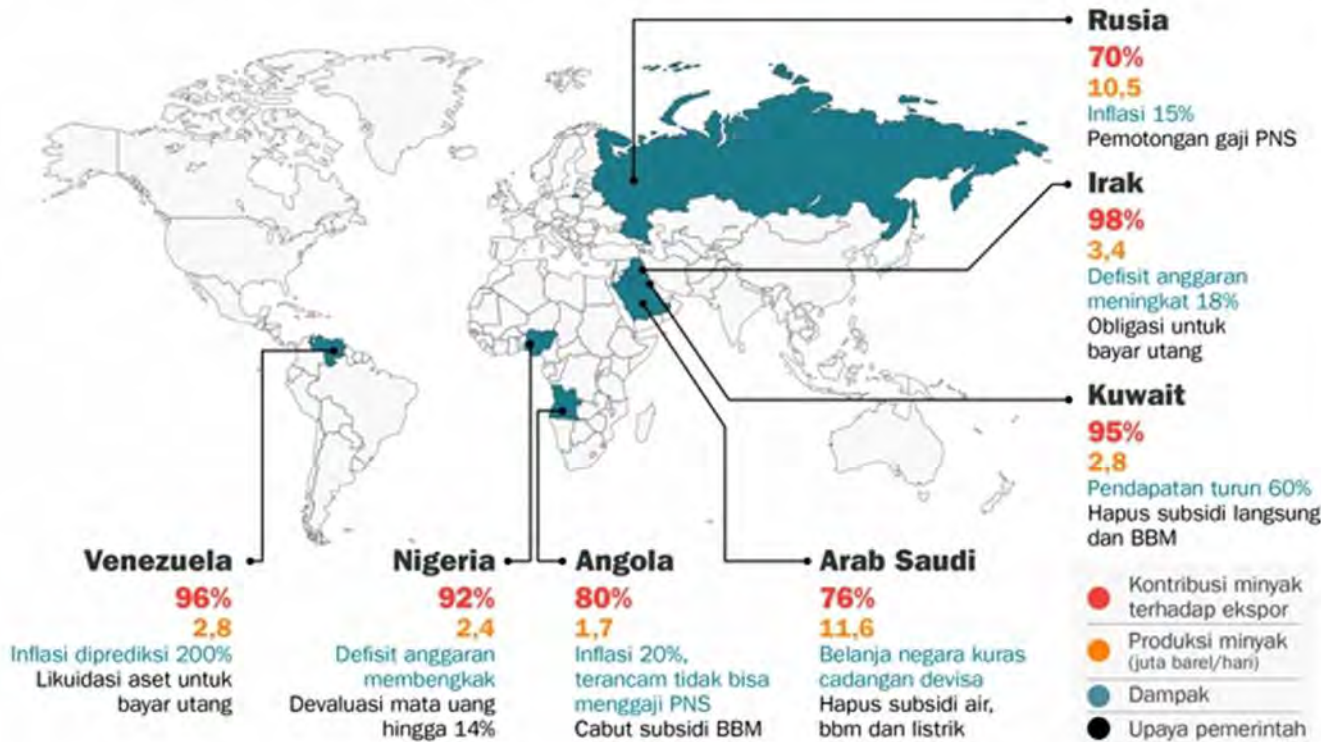 Rusia
70%
10,5
Inflasi 15%
Pemotongan gaji PNS
Irak
98%
3,4
Defisit anggaran
meningkat 18%
Obligasi untuk
bayar utang
Kuwait
95%
2,8
Pendapatan turun 60%
Hapus subsidi langsung
dan BBM
Venezuela
96%
2,8
Inflasi diprediksi 200%
Likuidasi aset untuk
bayar utang
Nigeria
92%
2,4
Defisit anggaran
membengkak
Devaluasi mata uang
hingga 14%
Angola
80%
1,7
Inflasi 20%,
terancam tidak bisa
menggaji PNS
Cabut subsidi BBM
Arab Saudi
76%
11,6
Belanja negara kuras
cadangan devisa
Hapus subsidi air,
bbm dan listrik
Kontribusi minyak
terhadap ekspor
Produksi minyak
(juta barel/hari)
Dampak
Upaya pemerintah